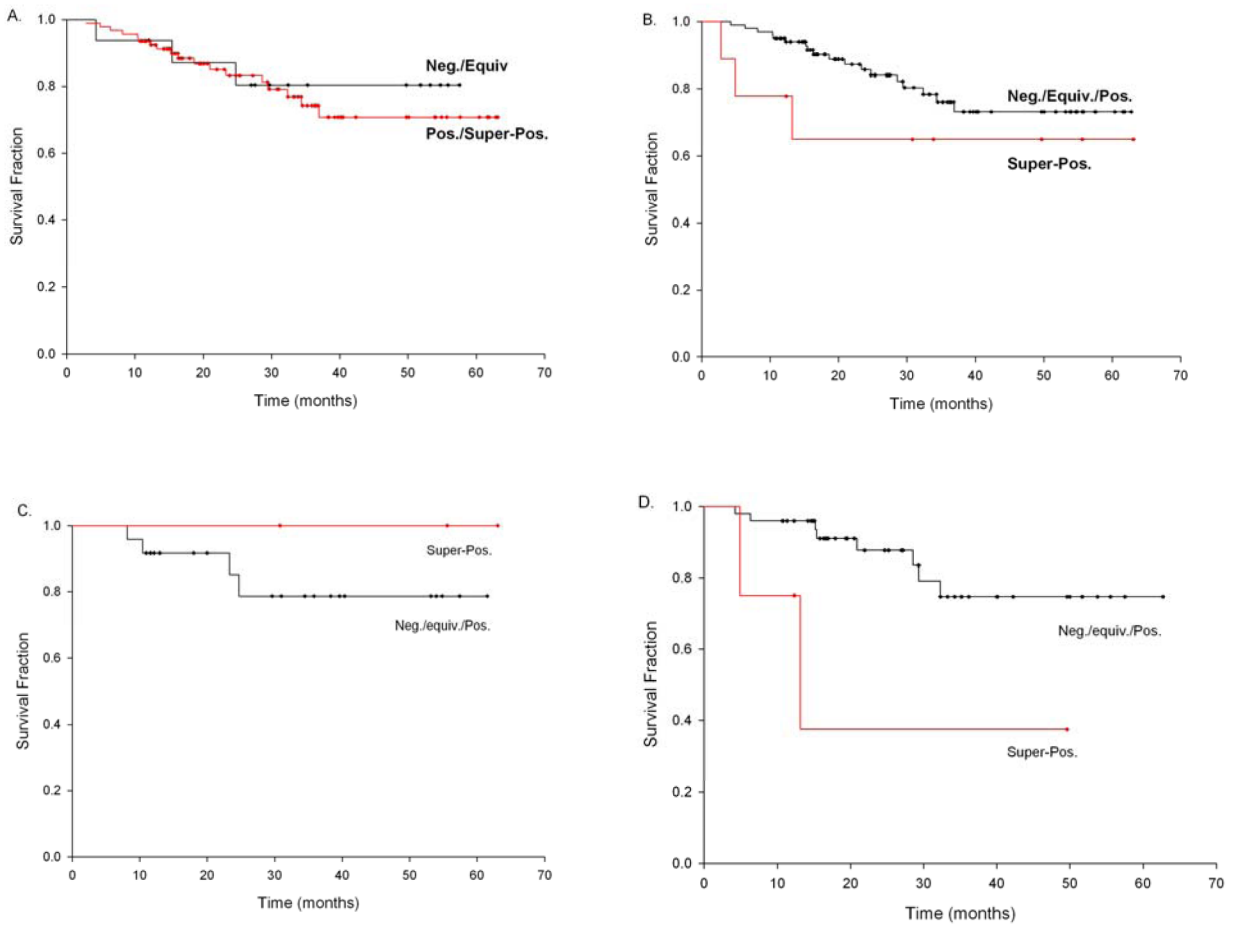 A.
1.0
0.8
0.6
0.4
0.2
0.0
Survival Fraction
Neg./Equiv
Pos./Super-Pos.
0 10 20 30 40 50 60 70
Time (months)
B.
1.0
0.8
0.6
0.4
0.2
0.0
Survival Faction
Neg./Equiv./Pos.
Super-Pos.
0 10 20 30 40 50 60 70
Time (months)
C.
1.0
0.8
0.6
0.4
0.2
0.0
Survival Fraction
Super-Pos.
Neg./equiv./Pos.
0 10 20 30 40 50 60 70
Time (months)
D.
1.0
0.8
0.6
0.4
0.2
0.0
Survival Fraction
Neg./equiv./Pos.
Super-Pos.
0 10 20 30 40 50 60 70
Time (months)